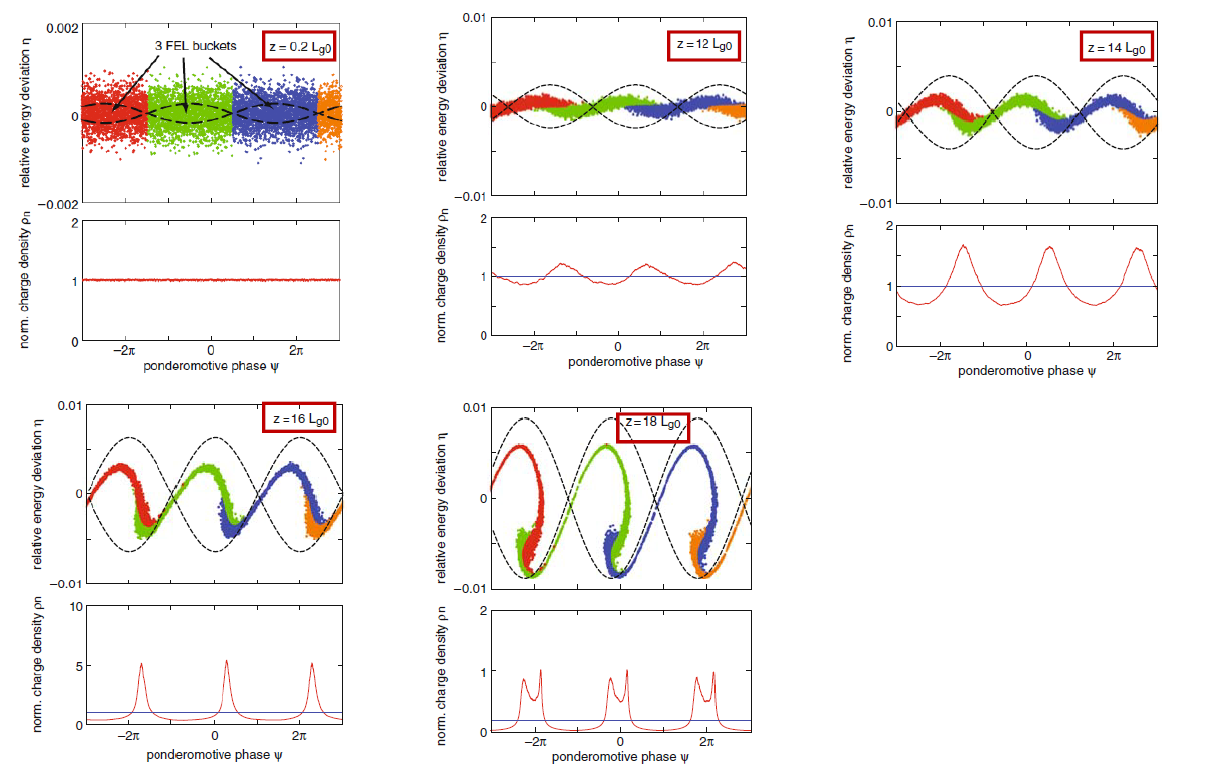 0.002
3 FEL buckets
z = 0.2 Lg0
0
−0.002
relative energy deviation η
2
1
0
norm. charge density ρn
−2π 0 2π
ponderomotive phase ψ
0.01
z = 12 Lg0
0
−0.01
relative energy deviation η
2
1
0
norm. charge density ρn
−2π 0 2π
ponderomotive phase ψ
0.01
z = 14 Lg0
0
−0.01
relative energy deviation η
2
1
0
norm. charge density ρn
−2π 0 2π
ponderomotive phase ψ
0.01
z = 16 Lg0
0
−0.01
relative energy deviation η
10
5
0
norm. charge density ρn
−2π 0 2π
ponderomotive phase ψ
0.01
z = 18 Lg0
0
−0.01
relative energy deviation η
2
1
0
norm. charge density ρn
−2π 0 2π
ponderomotive phase ψ